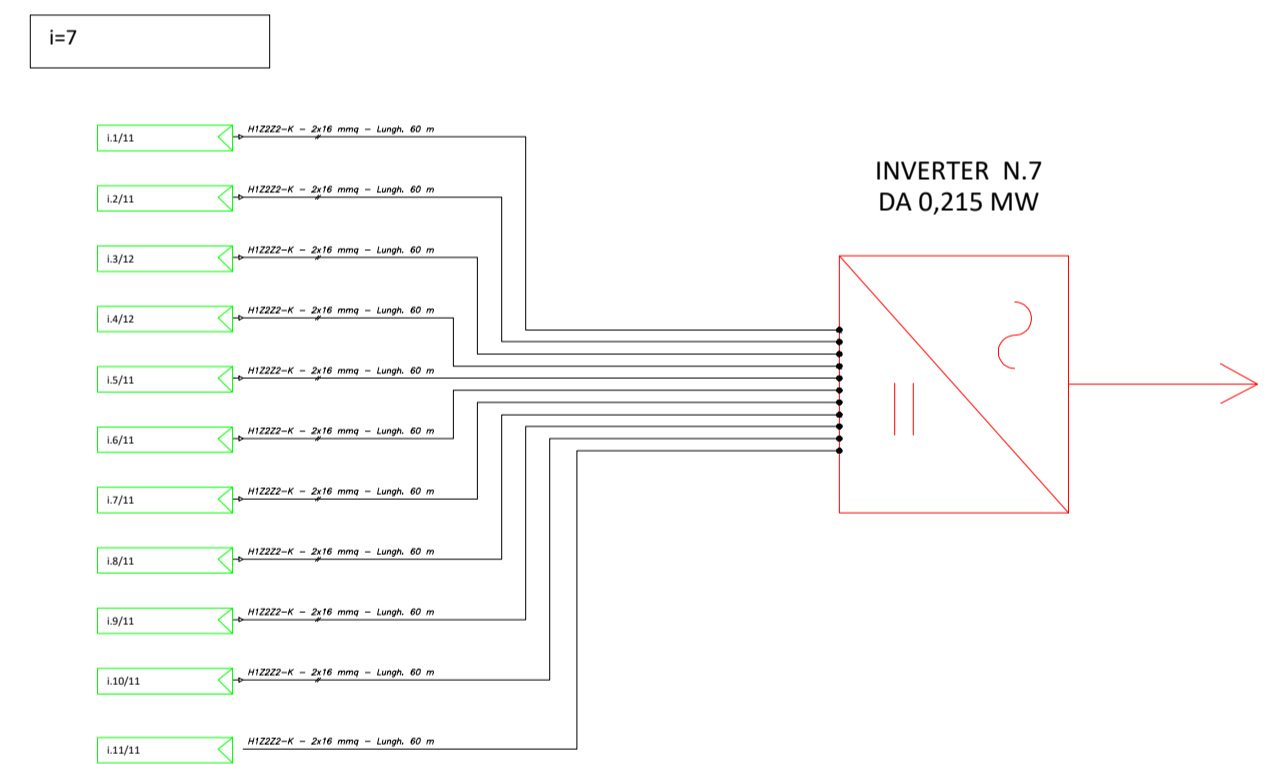 i=7
i.1/11
H1Z2Z2-K - 2x16 mmq - Lungh. 60 m
i.2/11
H1Z2Z2-K - 2x16 mmq - Lungh. 60 m
INVERTER N.7
DA 0,215 MW
i.3/12
H1Z2Z2-K - 2x16 mmq - Lungh. 60 m
i.4/12
H1Z2Z2-K - 2x16 mmq - Lungh. 60 m
i.5/11
H1Z2Z2-K - 2x16 mmq - Lungh. 60 m
i.6/11
H1Z2Z2-K - 2x16 mmq - Lungh. 60 m
i.7/11
H1Z2Z2-K - 2x16 mmq - Lungh. 60 m
i.8/11
H1Z2Z2-K - 2x16 mmq - Lungh. 60 m
i.9/11
H1Z2Z2-K - 2x16 mmq - Lungh. 60 m
i.10/11
H1Z2Z2-K - 2x16 mmq - Lungh. 60 m
i.11/11
H1Z2Z2-K - 2x16 mmq - Lungh. 60 m